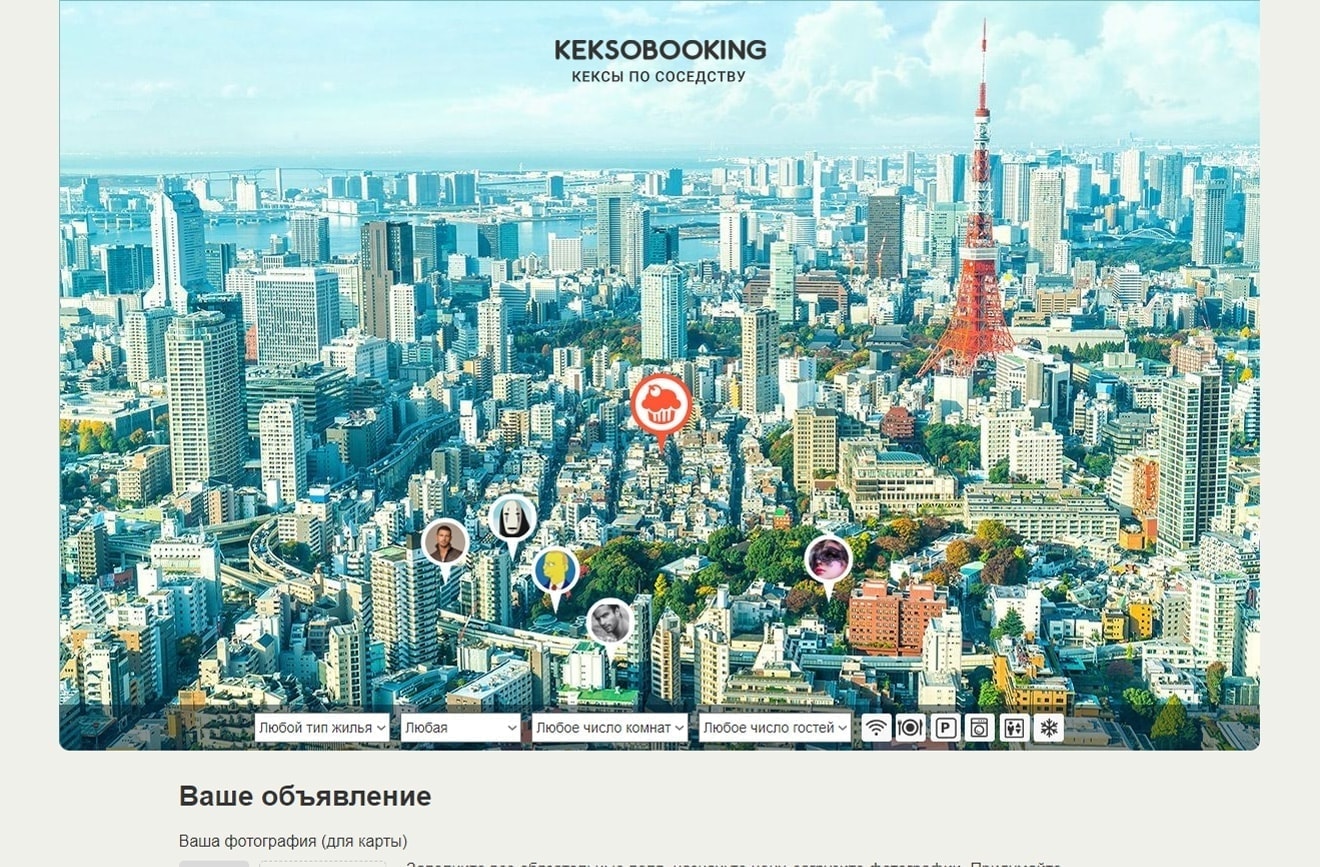 KEKSOBOOKING
КЕКСЫ ПО СОСЕДСТВУ
Любой тип жилья
Любая
Любое число комнат
Любое число гостей
P
Ваше объявление
Ваша фотография (для карты)